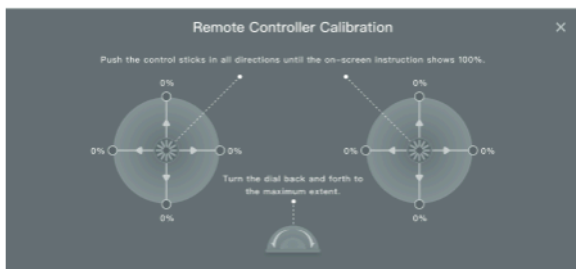 Remote Controller Calibration
Push the control sticks in all directions until the on-screen instruction shows 100%.
0% 0%
0% 0% 0% 0%
Turn the dial back and forth to
the maximum extent.
0% 0%